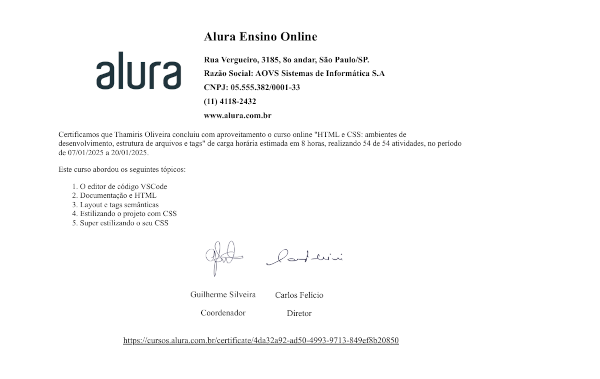 alura
Alura Ensino Online
Rua Vergueiro, 3185, 8o andar, São Paulo/SP.
Razão Social: AOVS Sistemas de Informática S.A
CNPJ: 05.555.382/0001-33
(11) 4118-2432
www.alura.com.br
Certificamos que Thamiris Oliveira concluiu com aproveitamento o curso online "HTML e CSS: ambientes de
desenvolvimento, estrutura de arquivos e tags" de carga horária estimada em 8 horas, realizando 54 de 54 atividades, no período
de 07/01/2025 a 20/01/2025.
Este curso abordou os seguintes tópicos:
1. O editor de código VSCode
2. Documentação e HTML
3. Layout e tags semânticas
4. Estilizando o projeto com CSS
5. Super estilizando o seu CSS
Guilherme Silveira Carlos Felício
Coordenador Diretor
https://cursos.alura.com.br/certificate/4da32a92-ad50-4993-9713-849ef8b20850